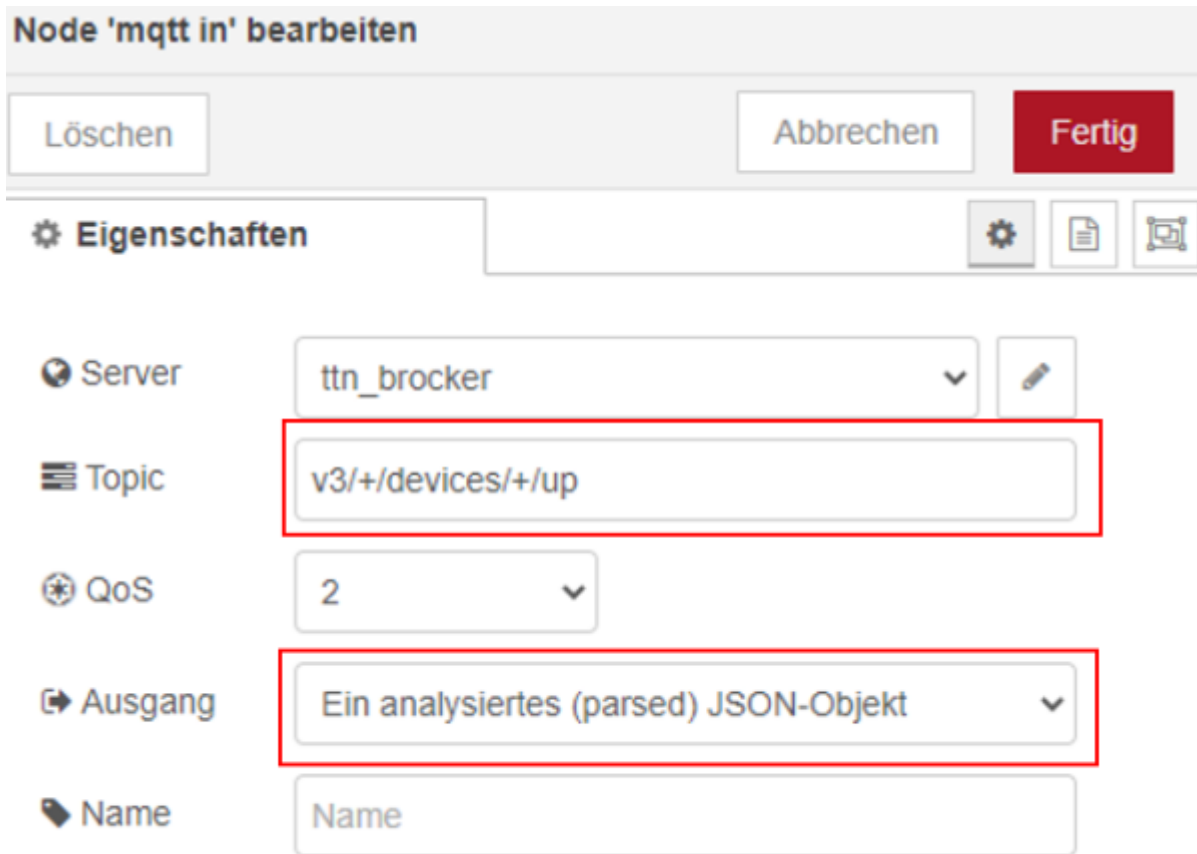 Node 'mqtt in' bearbeiten
Löschen
Abbrechen
Fertig
Eigenschaften
Server
ttn_brocker
Topic
v3/+/devices/+/up
QoS
2
Ausgang
Ein analysiertes (parsed) JSON-Objekt
Name
Name